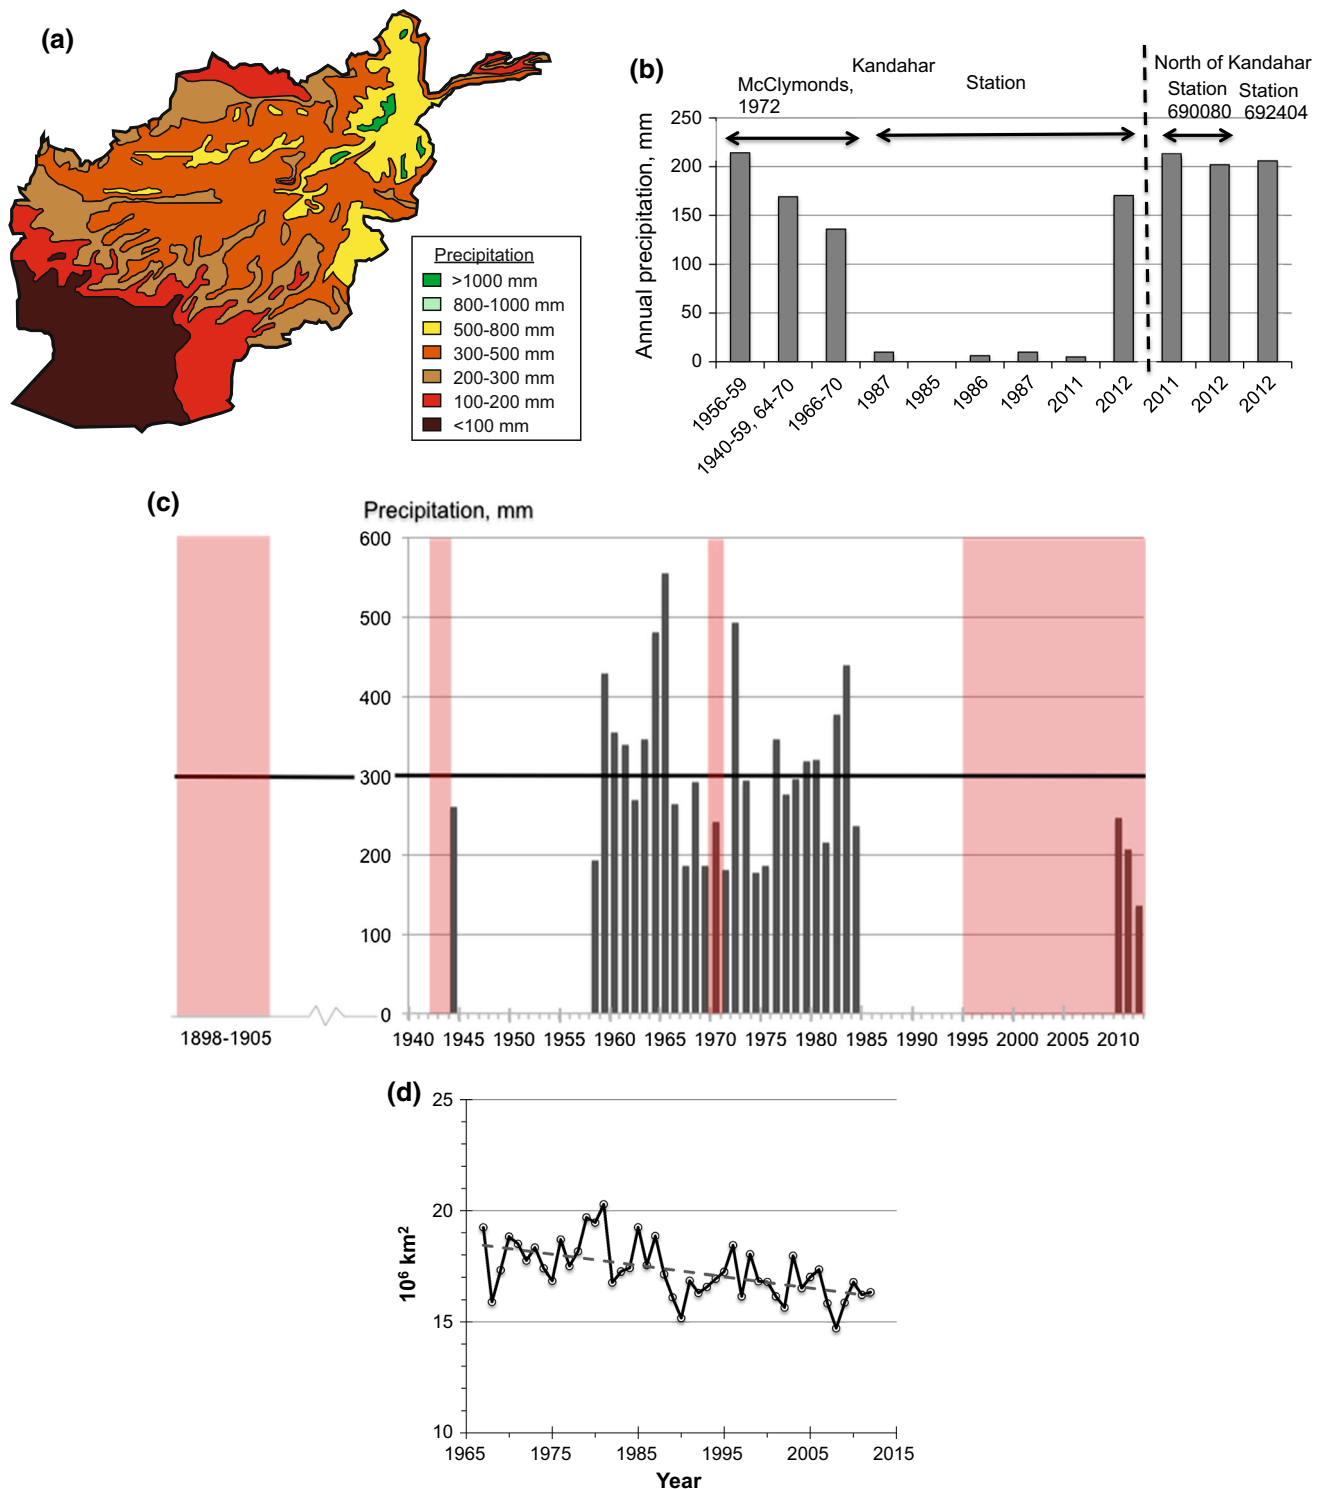 (a)
Precipitation
>1000 mm
800-1000 mm
500-800 mm
300-500 mm
200-300 mm
100-200 mm
<100 mm
(b)
McClymonds,
1972
Kandahar
Station
North of Kandahar
Station
690080
Station
692404
Annual precipitation, mm
250
200
150
100
50
0
1956-59
1940-59, 64-70
1966-70
1987
1985
1986
1987
2011
2012
2011
2012
2012
(c)
Precipitation, mm
600
500
400
300
200
100
0
1898-1905
1940 1945 1950 1955 1960 1965 1970 1975 1980 1985 1990 1995 2000 2005 2010
(d)
10⁶ km²
25
20
15
10
1965 1975 1985 1995 2005 2015
Year